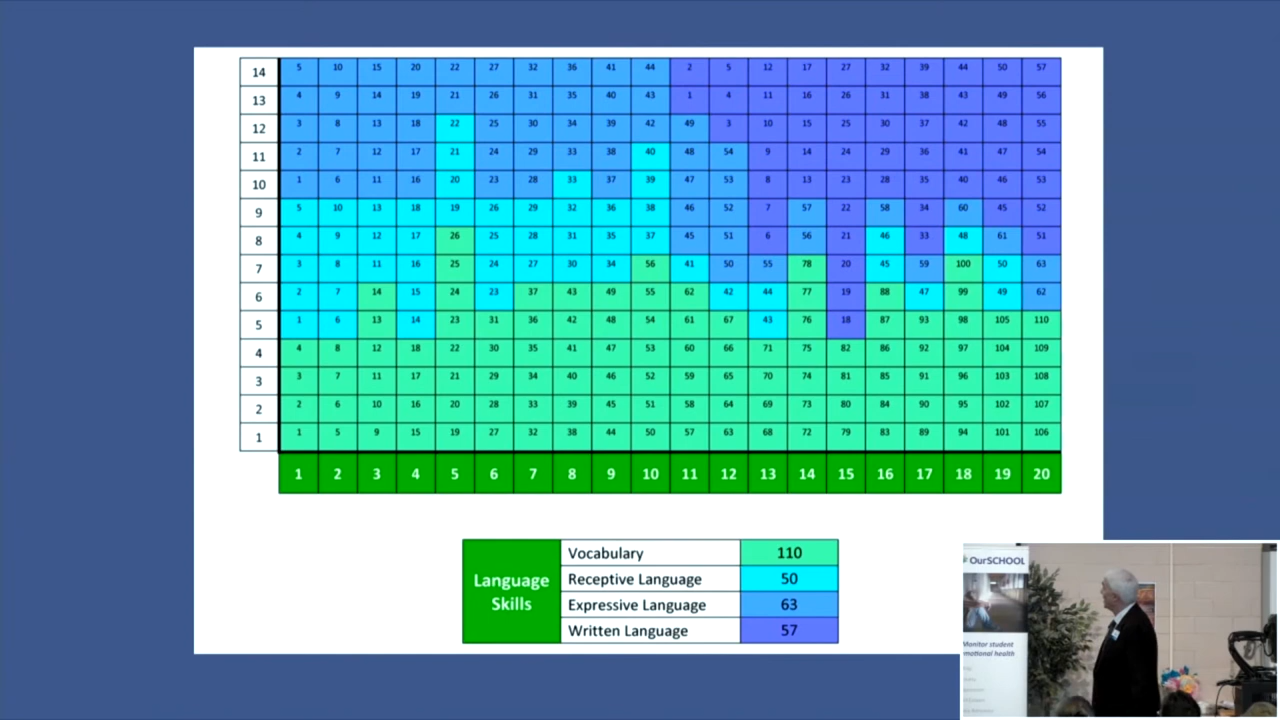 14 5 10 15 20 22 27 32 36 41 44 2 5 12 17 27 32 39 44 50 57
13 4 9 14 19 21 26 31 35 40 43 1 4 11 16 26 31 38 43 49 56
12 3 8 13 18 22 25 30 34 39 42 49 3 10 15 25 30 37 42 48 55
11 2 7 12 17 21 24 29 33 38 40 48 54 9 14 24 29 36 41 47 54
10 1 6 11 16 20 23 28 33 37 39 47 53 8 13 23 28 35 40 46 53
9 5 10 13 18 19 26 29 32 36 38 46 52 7 57 22 58 34 60 45 52
8 4 9 12 17 26 25 28 31 35 37 45 51 6 56 21 46 33 48 61 51
7 3 8 11 16 25 24 27 30 34 56 41 50 55 78 20 45 59 100 50 63
6 2 7 14 15 24 23 37 43 49 55 62 42 44 77 19 88 47 99 49 62
5 1 6 13 14 23 31 36 42 48 54 61 67 43 76 18 87 93 98 105 110
4 4 8 12 18 22 30 35 41 47 53 60 66 71 75 82 86 92 97 104 109
3 3 7 11 17 21 29 34 40 46 52 59 65 70 74 81 85 91 96 103 108
2 2 6 10 16 20 28 33 39 45 51 58 64 69 73 80 84 90 95 102 107
1 1 5 9 15 19 27 32 38 44 50 57 63 68 72 79 83 89 94 101 106
1 2 3 4 5 6 7 8 9 10 11 12 13 14 15 16 17 18 19 20
Language Skills
Vocabulary 110
Receptive Language 50
Expressive Language 63
Written Language 57
OurSCHOOL
Monitor student
motional health